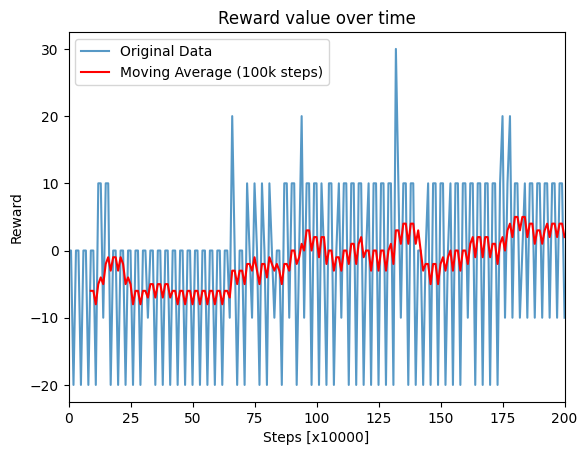 Reward value over time
Original Data
Moving Average (100k steps)
Reward
30
20
10
0
−10
−20
0 25 50 75 100 125 150 175 200
Steps [x10000]